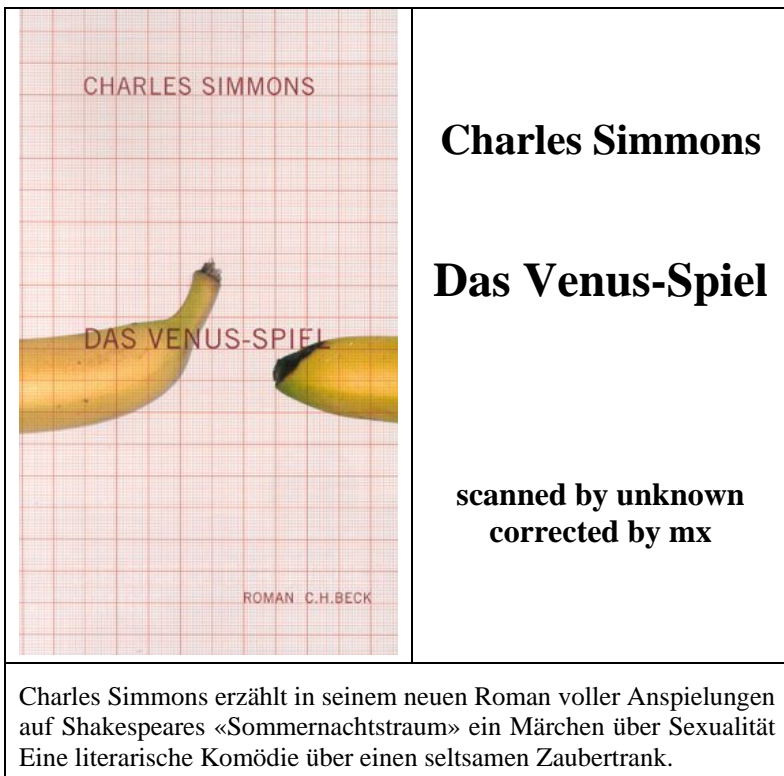 CHARLES SIMMONS
DAS VENUS-SPIEL
ROMAN C.H.BECK
Charles Simmons
Das Venus-Spiel
scanned by unknown
corrected by mx
Charles Simmons erzählt in seinem neuen Roman voller Anspielungen
auf Shakespeares «Sommernachtstraum» ein Märchen über Sexualität
Eine literarische Komödie über einen seltsamen Zaubertrank.